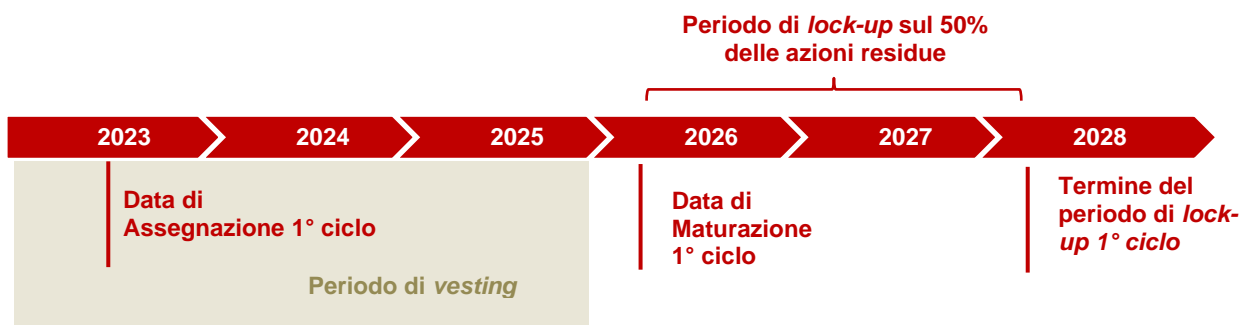 Periodo di lock-up sul 50%
delle azioni residue
2023 2024 2025 2026 2027 2028
Data di
Assegnazione 1° ciclo
Data di
Maturazione
1° ciclo
Termine del
periodo di lock-
up 1° ciclo
Periodo di vesting